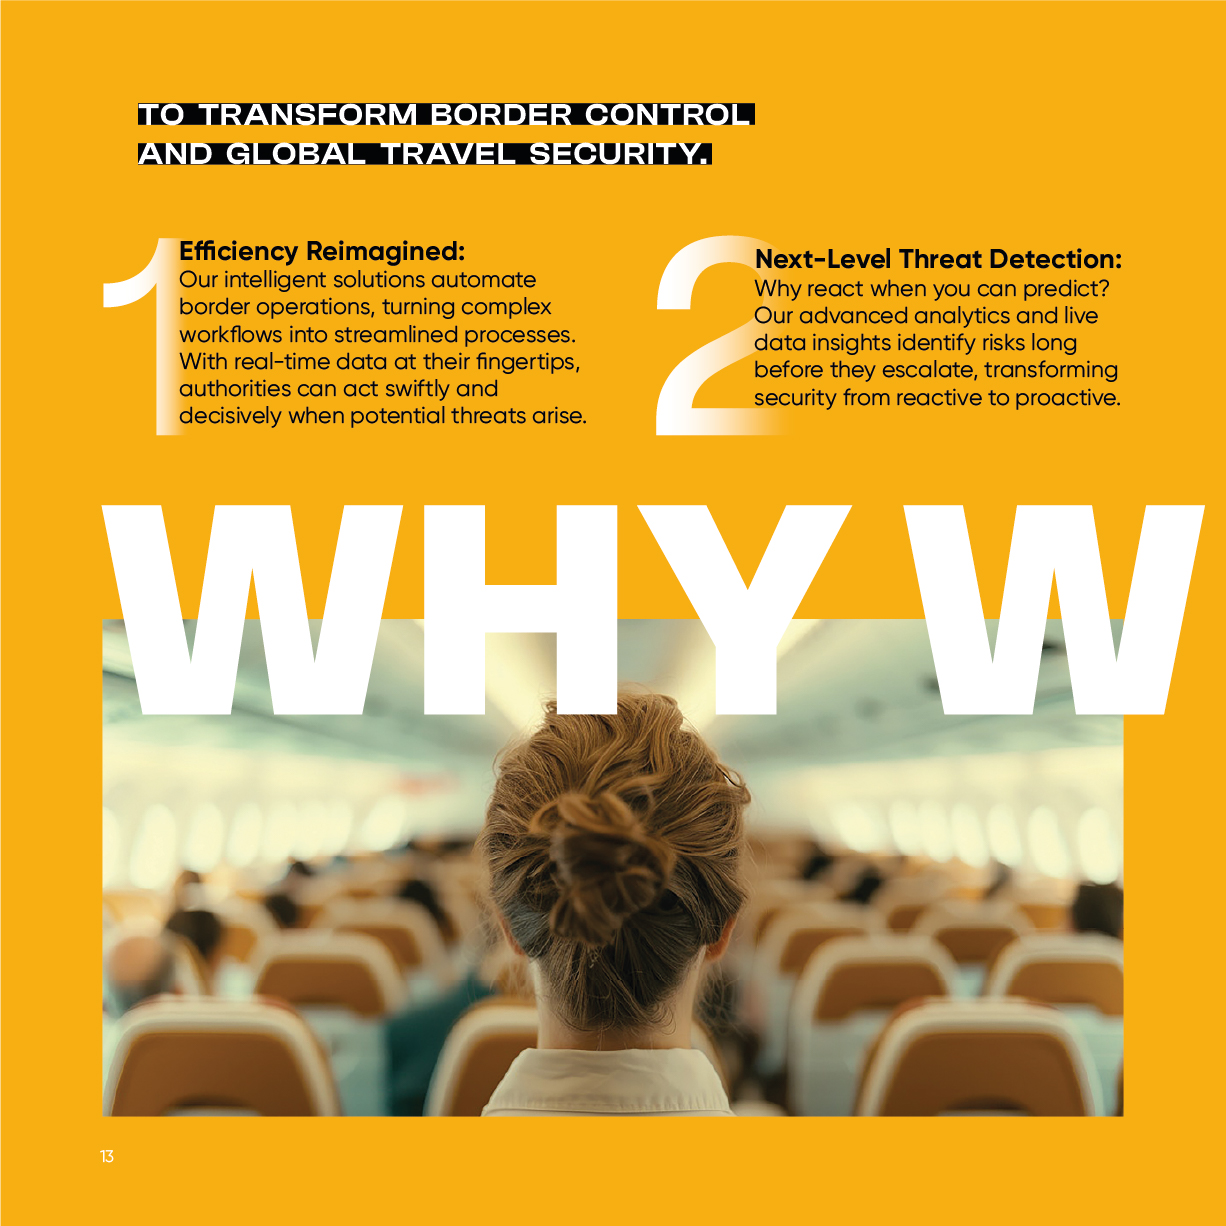 TO TRANSFORM BORDER CONTROL
AND GLOBAL TRAVEL SECURITY.
1
Efficiency Reimagined:
Our intelligent solutions automate
border operations, turning complex
workflows into streamlined processes.
With real-time data at their fingertips,
authorities can act swiftly and
decisively when potential threats arise.
2
Next-Level Threat Detection:
Why react when you can predict?
Our advanced analytics and live
data insights identify risks long
before they escalate, transforming
security from reactive to proactive.
WHY W
13